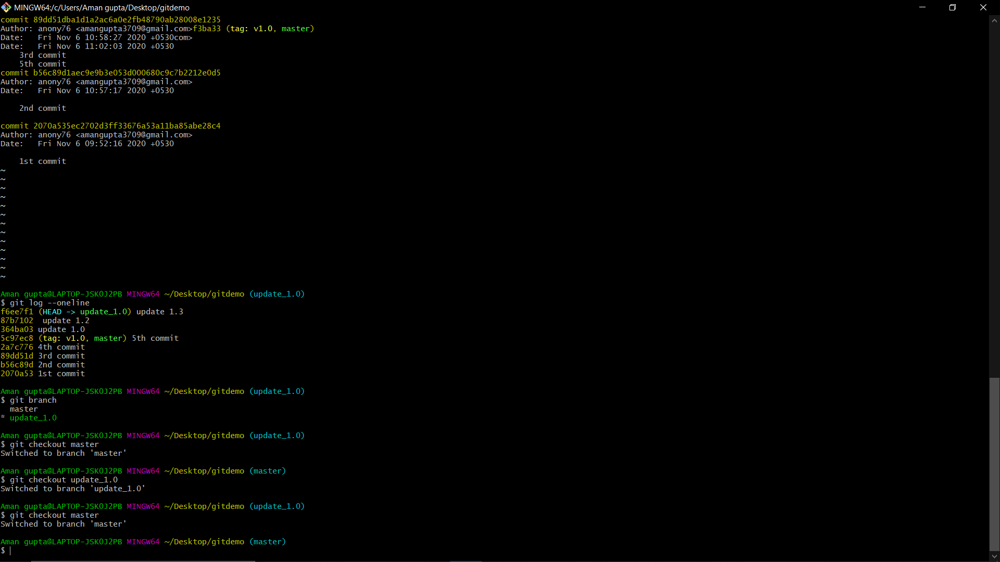 MINGW64:/c/Users/Aman gupta/Desktop/gitdemo
commit 89dd51dba1d1a2ac6a0e2fb48790ab28008e1235
Author: anony76 <amangupta3709@gmail.com>f3ba33 (tag: v1.0, master)
Date:   Fri Nov 6 10:58:27 2020 +0530com>
Date:   Fri Nov 6 11:02:03 2020 +0530
    3rd commit
    5th commit
commit b56c89d1aec9e9b3e053d000680c9c7b2212e0d5
Author: anony76 <amangupta3709@gmail.com>
Date:   Fri Nov 6 10:57:17 2020 +0530
    2nd commit
commit 2070a535ec2702d3ff33676a53a11ba85abe28c4
Author: anony76 <amangupta3709@gmail.com>
Date:   Fri Nov 6 09:52:16 2020 +0530
    1st commit
~
~
~
~
~
~
~
~
~
~
~
~
~
Aman gupta@LAPTOP-JSKOJ2PB MINGW64 ~/Desktop/gitdemo (update_1.0)
$ git log --oneline
f6ee7f1 (HEAD -> update_1.0) update 1.3
87b7102  update 1.2
364ba03 update 1.0
5c97ec8 (tag: v1.0, master) 5th commit
2a7c776 4th commit
89dd51d 3rd commit
b56c89d 2nd commit
2070a53 1st commit
Aman gupta@LAPTOP-JSKOJ2PB MINGW64 ~/Desktop/gitdemo (update_1.0)
$ git branch
  master
* update_1.0
Aman gupta@LAPTOP-JSKOJ2PB MINGW64 ~/Desktop/gitdemo (update_1.0)
$ git checkout master
Switched to branch 'master'
Aman gupta@LAPTOP-JSKOJ2PB MINGW64 ~/Desktop/gitdemo (master)
$ git checkout update_1.0
Switched to branch 'update_1.0'
Aman gupta@LAPTOP-JSKOJ2PB MINGW64 ~/Desktop/gitdemo (update_1.0)
$ git checkout master
Switched to branch 'master'
Aman gupta@LAPTOP-JSKOJ2PB MINGW64 ~/Desktop/gitdemo (master)
$